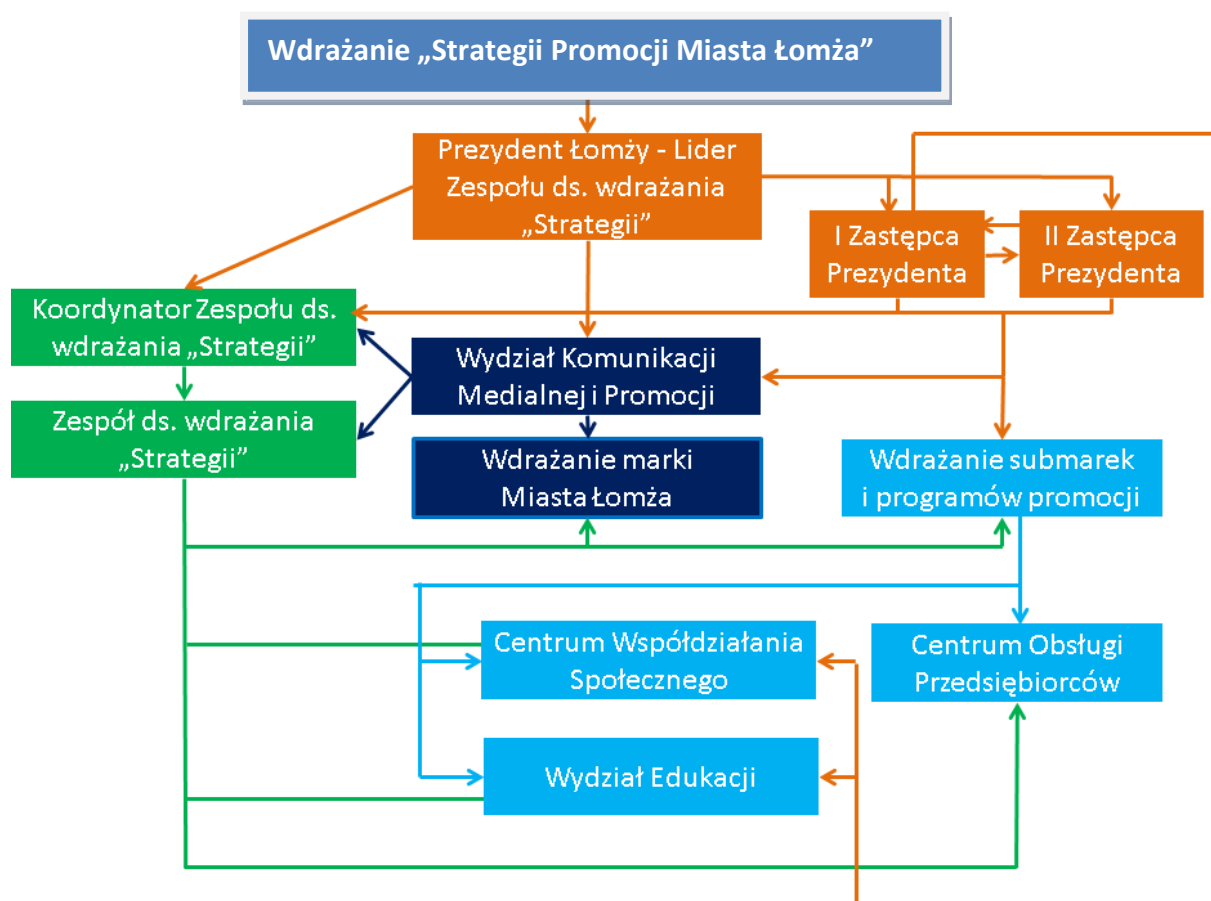 Wdrażanie „Strategii Promocji Miasta Łomża”
Prezydent Łomży - Lider
Zespołu ds. wdrażania
„Strategii”
I Zastępca
Prezydenta
II Zastępca
Prezydenta
Koordynator Zespołu ds.
wdrażania „Strategii”
Wydział Komunikacji
Medialnej i Promocji
Zespół ds. wdrażania
„Strategii”
Wdrażanie marki
Miasta Łomża
Wdrażanie submarek
i programów promocji
Centrum Współdziałania
Społecznego
Centrum Obsługi
Przedsiębiorców
Wydział Edukacji